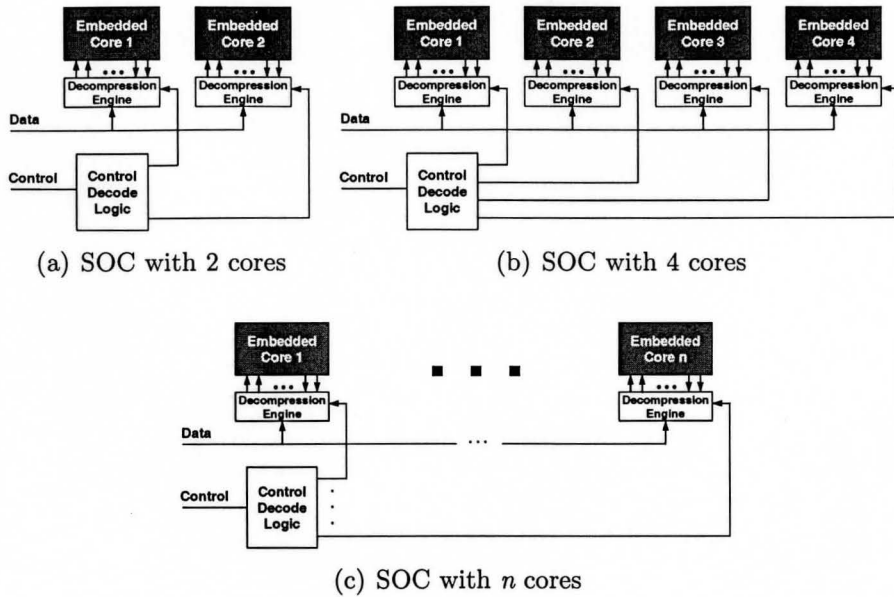 Embedded Core 1
Embedded Core 2
Decompression Engine
Decompression Engine
Data
Control
Control Decode Logic
(a) SOC with 2 cores
Embedded Core 1
Embedded Core 2
Embedded Core 3
Embedded Core 4
Decompression Engine
Decompression Engine
Decompression Engine
Decompression Engine
Data
Control
Control Decode Logic
(b) SOC with 4 cores
Embedded Core 1
Embedded Core n
Decompression Engine
Decompression Engine
Data
...
Control
Control Decode Logic
(c) SOC with n cores